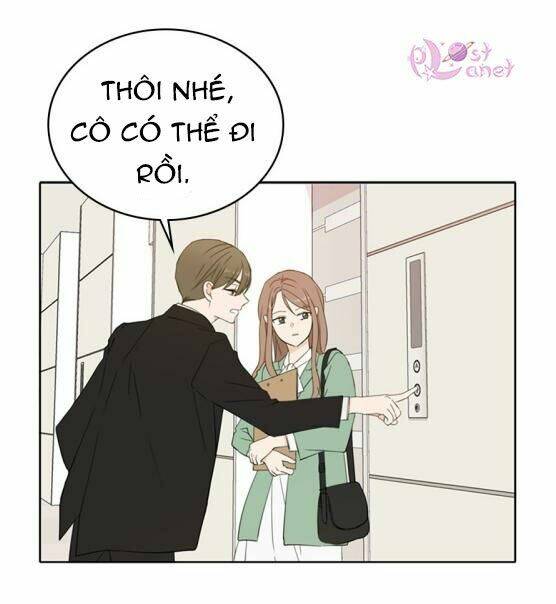 Lost
Planet
THÔI NHÉ,
CÔ CÓ THỂ ĐI
RỒI.